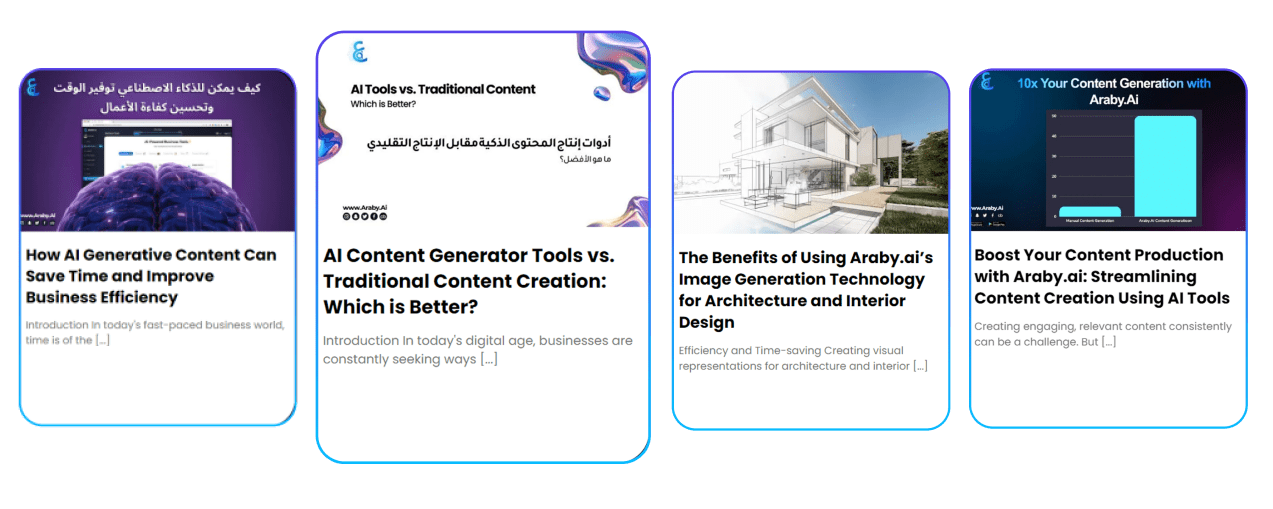 كيف يمكن للذكاء الاصطناعي توفير الوقت
وتحسين كفاءة الأعمال
www.Araby.Ai
How AI Generative Content Can
Save Time and Improve
Business Efficiency
Introduction In today's fast-paced business world,
time is of the [...]
AI Tools vs. Traditional Content
Which is Better?
أدوات إنتاج المحتوى الذكية مقابل الإنتاج التقليدي
ما هو الأفضل؟
www.Araby.Ai
AI Content Generator Tools vs.
Traditional Content Creation:
Which is Better?
Introduction In today's digital age, businesses are
constantly seeking ways [...]
The Benefits of Using Araby.ai’s
Image Generation Technology
for Architecture and Interior
Design
Efficiency and Time-saving Creating visual
representations for architecture and interior [...]
10x Your Content Generation with
Araby.Ai
50
40
30
20
10
0
Manual Content Generation
Araby.Ai Content Generation
www.Araby.Ai
Boost Your Content Production
with Araby.ai: Streamlining
Content Creation Using AI Tools
Creating engaging, relevant content consistently
can be a challenge. But [...]